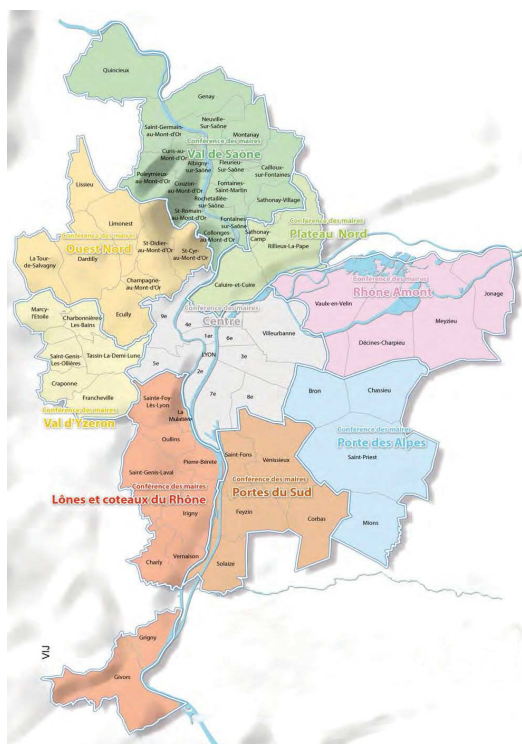 Quincieux
Genay
Neuville-
Sur-Saône
Montanay
Saint-Germain-
au-Mont-d'Or
Conférence des maires
Val de Saône
Curis-au-
Mont-d'Or
Albigny
sur-Saône
Fleurieu-
sur-Saône
Cailloux-
sur-Fontaines
Poleymieux-
au-Mont-d'Or
Couzon-
au-Mont-d'Or
Fontaines-
Saint-Martin
Rochetaillée-
sur-Saône
Sathonay-Village
St-Romain-
au-Mont-d'Or
Fontaines
sur-Saône
Collonges
au-Mont-d'Or
Sathonay-
Camp
Conférence des maires
Plateau Nord
Rillieux-La-Pape
Caluire-et-Cuire
Lissieu
Limonest
Conférence des maires
Ouest Nord
La Tour-
de-Salvagny
Dardilly
St-Didier-
au-Mont-d'Or
St-Cyr-
au-Mont-d'Or
Champagne-
au-Mont-d'Or
Ecully
Marcy-
l'Etoile
Charbonnières-
Les-Bains
Saint-Genis-
Les-Ollières
Tassin-La-Demi-Lune
Craponne
Francheville
Conférence des maires
Val d'Yzeron
Conférence des maires
Centre
9e
4e
1er
6e
Villeurbanne
LYON
5e
2e
3e
7e
8e
Conférence des maires
Rhône Amont
Vaulx-en-Velin
Jonage
Meyzieu
Décines-Charpieu
Bron
Chassieu
Conférence des maires
Porte des Alpes
Saint-Priest
Mions
Sainte-Foy
Lès-Lyon
La
Mulatière
Oullins
Pierre-Bénite
Saint-Genis-Laval
Conférence des maires
Lônes et coteaux du Rhône
Irigny
Vernaison
Charly
Grigny
Givors
Saint-Fons
Vénissieux
Conférence des maires
Portes du Sud
Feyzin
Corbas
Solaize
VIJ